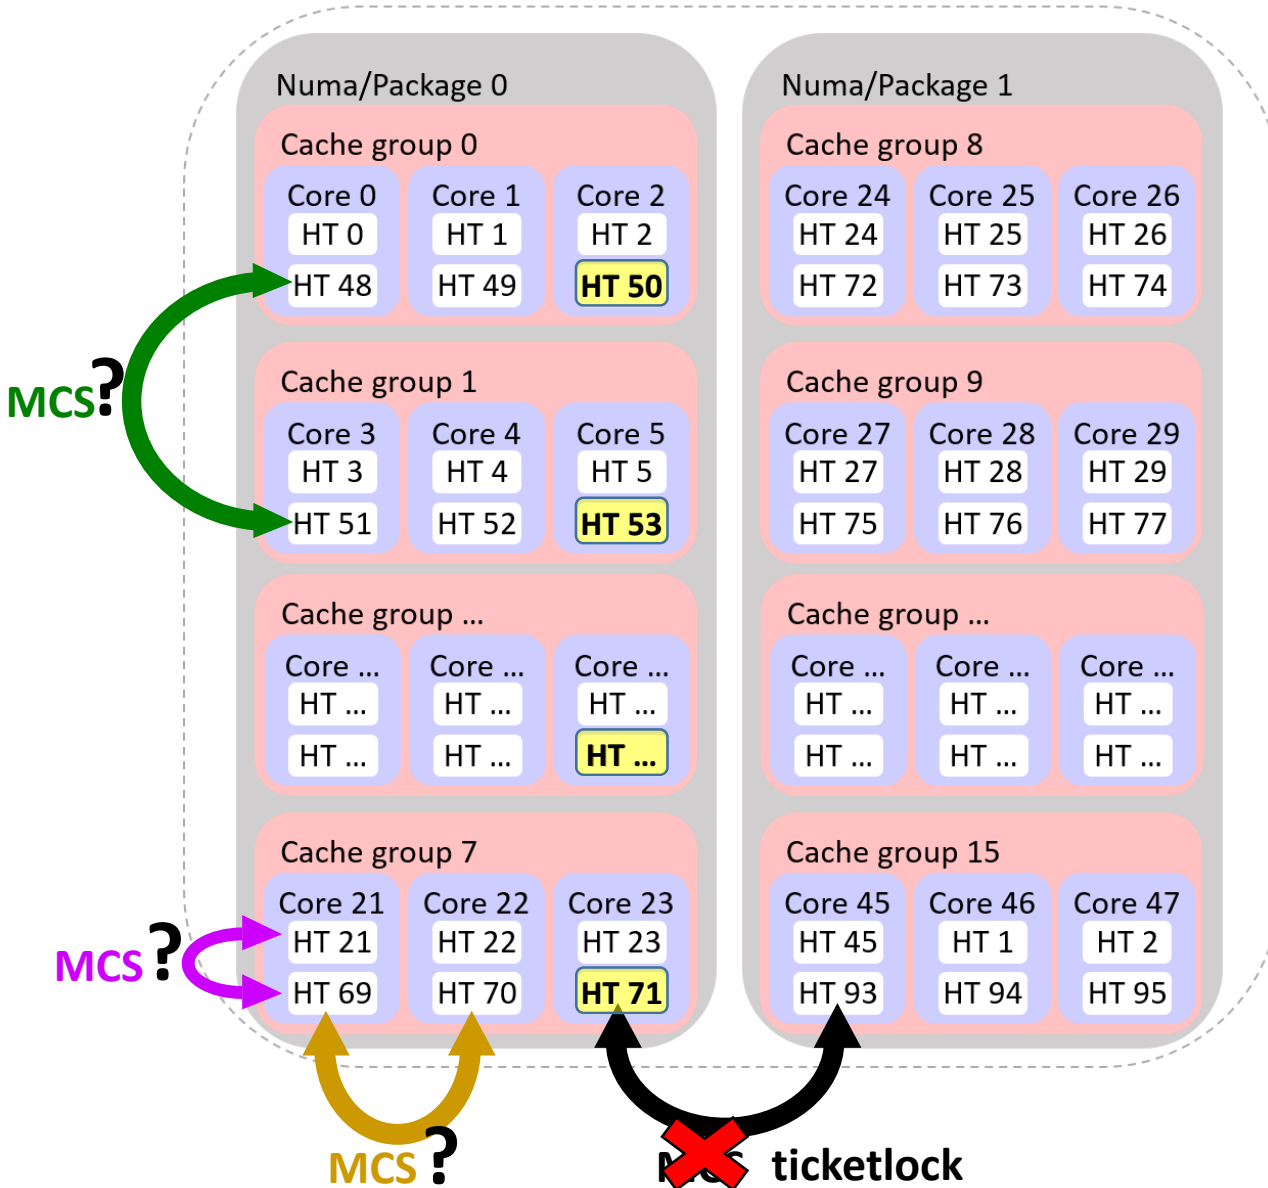 Numa/Package 0
Numa/Package 1
Cache group 0
Cache group 8
Core 0 Core 1 Core 2
Core 24 Core 25 Core 26
HT 0 HT 1 HT 2
HT 24 HT 25 HT 26
HT 48 HT 49 HT 50
HT 72 HT 73 HT 74
MCS?
Cache group 1
Cache group 9
Core 3 Core 4 Core 5
Core 27 Core 28 Core 29
HT 3 HT 4 HT 5
HT 27 HT 28 HT 29
HT 51 HT 52 HT 53
HT 75 HT 76 HT 77
Cache group ...
Cache group ...
Core ... Core ... Core ...
Core ... Core ... Core ...
HT ... HT ... HT ...
HT ... HT ... HT ...
HT ... HT ... HT ...
HT ... HT ... HT ...
Cache group 7
Cache group 15
Core 21 Core 22 Core 23
Core 45 Core 46 Core 47
HT 21 HT 22 HT 23
HT 45 HT 1 HT 2
MCS ?
HT 69 HT 70 HT 71
HT 93 HT 94 HT 95
MCS ?
MCS ticketlock